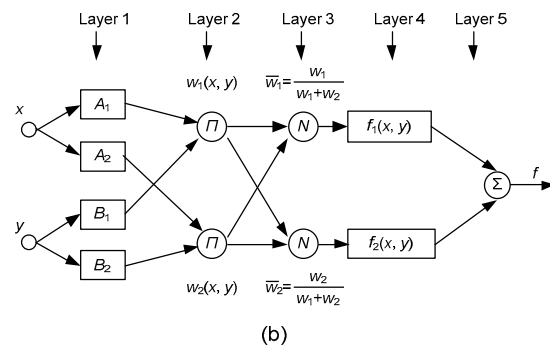 Layer 1 Layer 2 Layer 3 Layer 4 Layer 5
w₁(x, y) w̅₁= w₁ / w₁+w₂
x A₁ Π N f₁(x, y)
A₂
Σ f
y B₁
B₂ Π N f₂(x, y)
w₂(x, y) w̅₂= w₂ / w₁+w₂
(b)